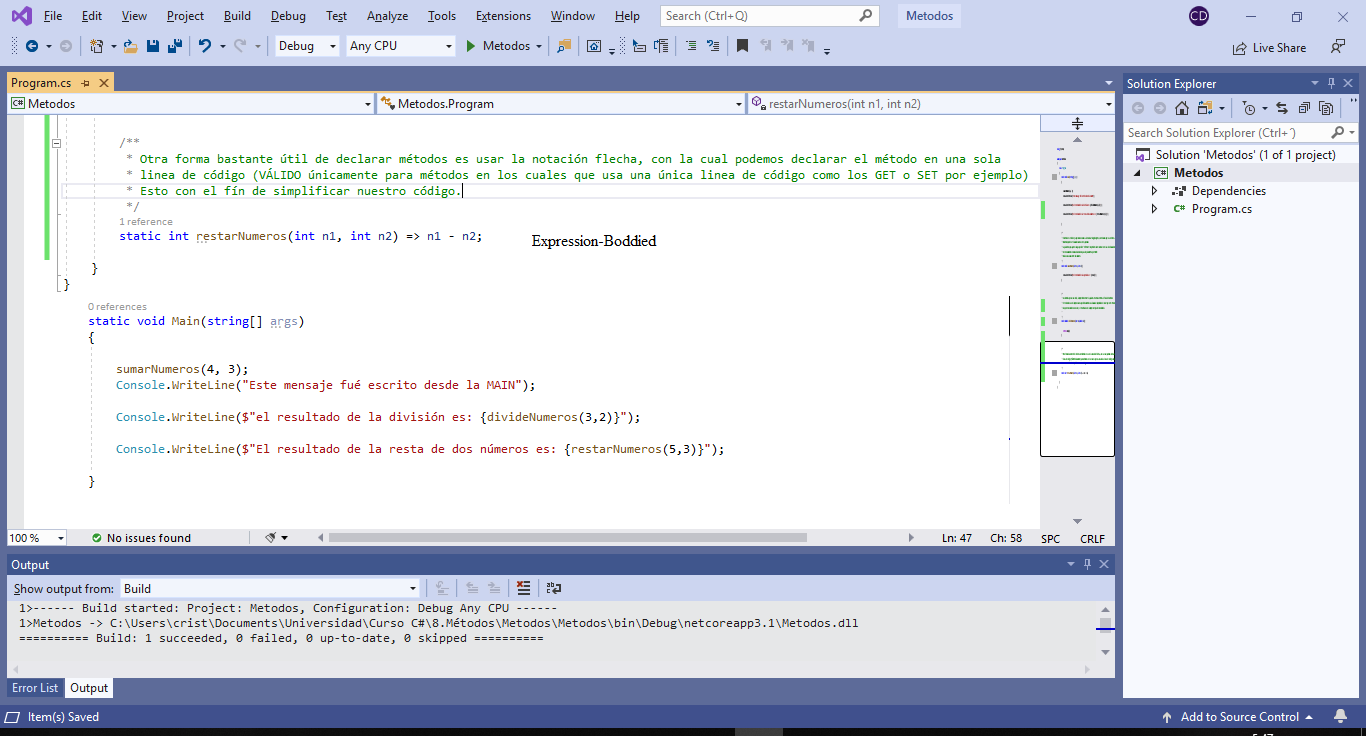 File Edit View Project Build Debug Test Analyze Tools Extensions Window Help Search (Ctrl+Q) Metodos CD
Debug Any CPU Metodos Live Share
Program.cs
C# Metodos Metodos.Program restarNumeros(int n1, int n2)
/**
* Otra forma bastante útil de declarar métodos es usar la notación flecha, con la cual podemos declarar el método en una sola
* linea de código (VÁLIDO únicamente para métodos en los cuales que usa una única linea de código como los GET o SET por ejemplo)
* Esto con el fín de simplificar nuestro código.
*/
1 reference
static int restarNumeros(int n1, int n2) => n1 - n2;
Expression-Boddied
}
}
0 references
static void Main(string[] args)
{
sumarNumeros(4, 3);
Console.WriteLine("Este mensaje fué escrito desde la MAIN");
Console.WriteLine($"el resultado de la división es: {divideNumeros(3,2)}");
Console.WriteLine($"El resultado de la resta de dos números es: {restarNumeros(5,3)}");
}
100 % No issues found Ln: 47 Ch: 58 SPC CRLF
Solution Explorer
Search Solution Explorer (Ctrl+´)
Solution 'Metodos' (1 of 1 project)
C# Metodos
Dependencies
C# Program.cs
Output
Show output from: Build
1>------ Build started: Project: Metodos, Configuration: Debug Any CPU ------
1>Metodos -> C:\Users\crist\Documents\Universidad\Curso C#\8.Métodos\Metodos\Metodos\bin\Debug\netcoreapp3.1\Metodos.dll
========== Build: 1 succeeded, 0 failed, 0 up-to-date, 0 skipped ==========
Error List Output
Item(s) Saved Add to Source Control